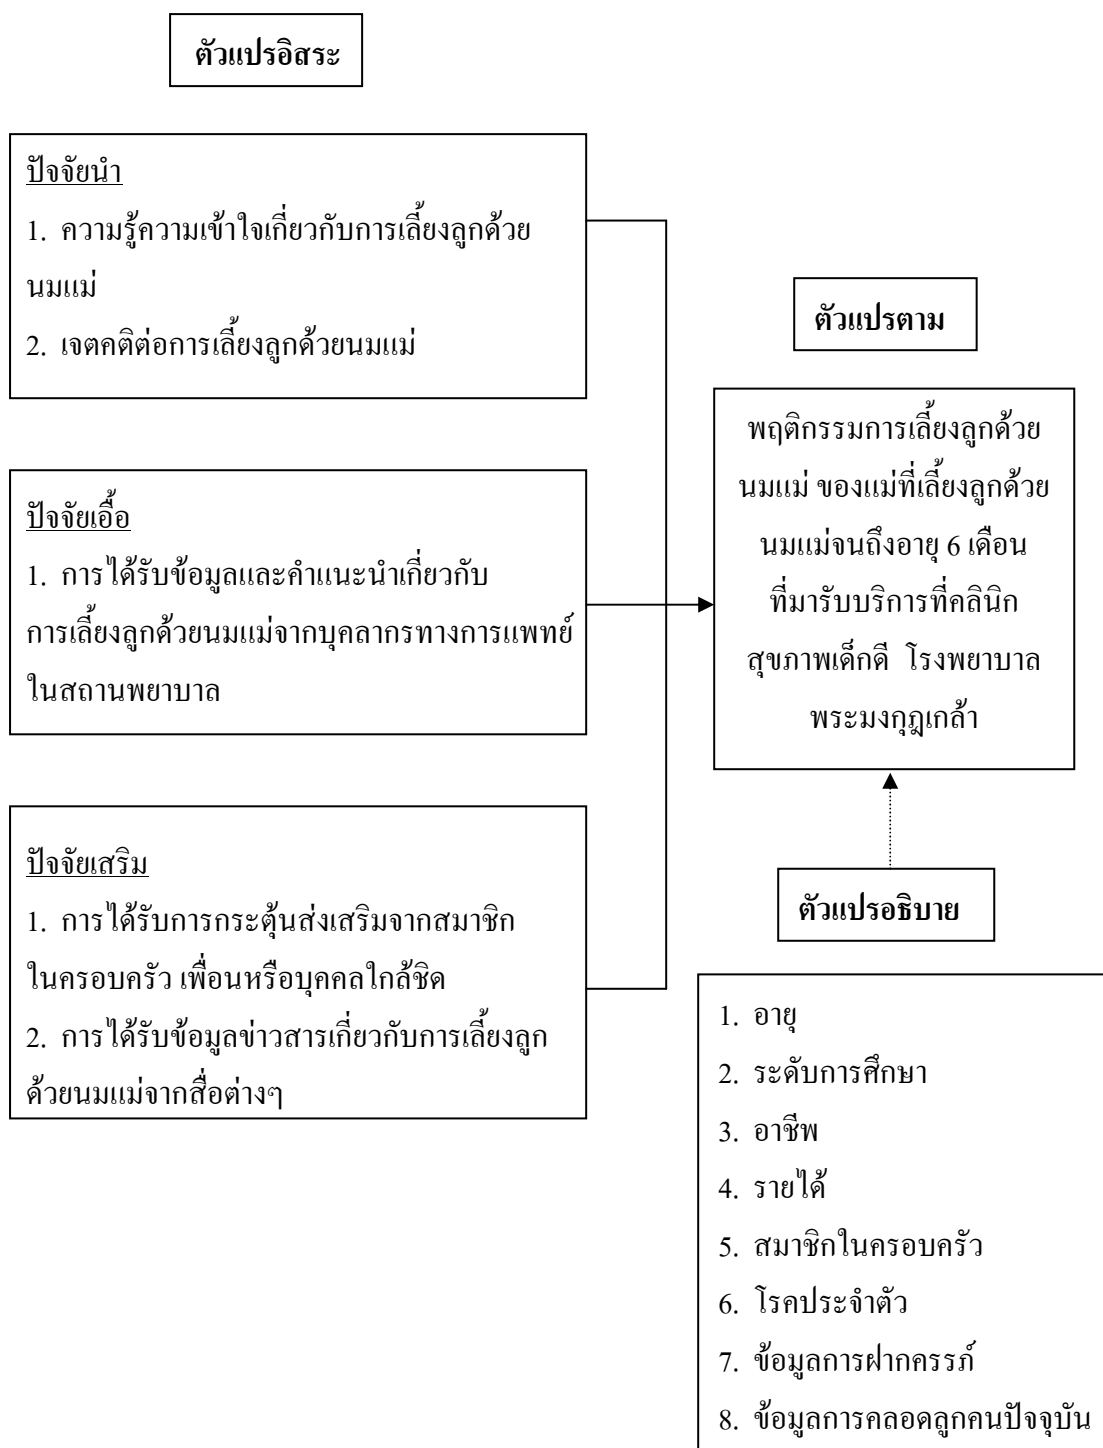 ตัวแปรอิสระ
ปัจจัยนำ
1. ความรู้ความเข้าใจเกี่ยวกับการเลี้ยงลูกด้วย
นมแม่
2. เจตคติต่อการเลี้ยงลูกด้วยนมแม่
ปัจจัยเอื้อ
1. การได้รับข้อมูลและคำแนะนำเกี่ยวกับ
การเลี้ยงลูกด้วยนมแม่จากบุคลากรทางการแพทย์
ในสถานพยาบาล
ปัจจัยเสริม
1. การได้รับการกระตุ้นส่งเสริมจากสมาชิก
ในครอบครัว เพื่อนหรือบุคคลใกล้ชิด
2. การได้รับข้อมูลข่าวสารเกี่ยวกับการเลี้ยงลูก
ด้วยนมแม่จากสื่อต่างๆ
ตัวแปรตาม
พฤติกรรมการเลี้ยงลูกด้วย
นมแม่ ของแม่ที่เลี้ยงลูกด้วย
นมแม่จนถึงอายุ 6 เดือน
ที่มารับบริการที่คลินิก
สุขภาพเด็กดี โรงพยาบาล
พระมงกุฎเกล้า
ตัวแปรอธิบาย
1. อายุ
2. ระดับการศึกษา
3. อาชีพ
4. รายได้
5. สมาชิกในครอบครัว
6. โรคประจำตัว
7. ข้อมูลการฝากครรภ์
8. ข้อมูลการคลอดลูกคนปัจจุบัน